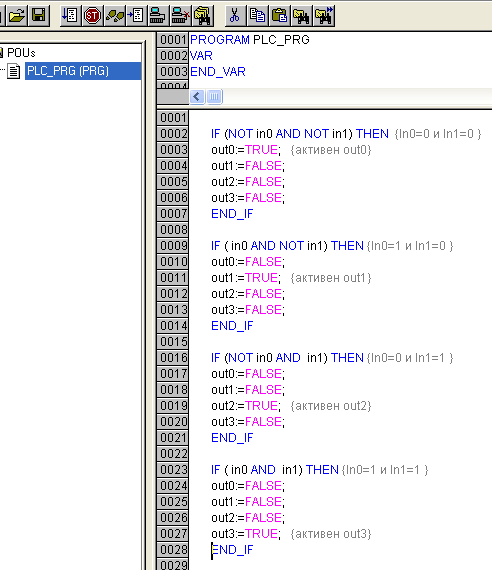 POUs
PLC_PRG (PRG)
0001 PROGRAM PLC_PRG
0002 VAR
0003 END_VAR
0004
0001
0002 IF (NOT in0 AND NOT in1) THEN {In0=0 и In1=0 }
0003 out0:=TRUE; {активен out0}
0004 out1:=FALSE;
0005 out2:=FALSE;
0006 out3:=FALSE;
0007 END_IF
0008
0009 IF ( in0 AND NOT in1) THEN {In0=1 и In1=0 }
0010 out0:=FALSE;
0011 out1:=TRUE; {активен out1}
0012 out2:=FALSE;
0013 out3:=FALSE;
0014 END_IF
0015
0016 IF (NOT in0 AND in1) THEN {In0=0 и In1=1 }
0017 out0:=FALSE;
0018 out1:=FALSE;
0019 out2:=TRUE; {активен out2}
0020 out3:=FALSE;
0021 END_IF
0022
0023 IF ( in0 AND in1) THEN {In0=1 и In1=1 }
0024 out0:=FALSE;
0025 out1:=FALSE;
0026 out2:=FALSE;
0027 out3:=TRUE; {активен out3}
0028 END_IF
0029